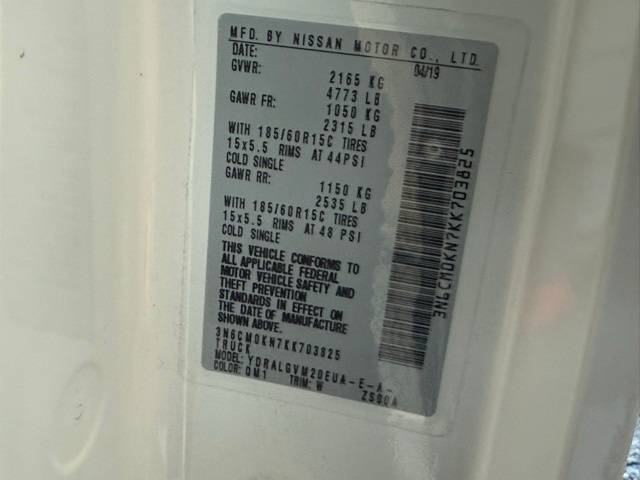 MFD. BY NISSAN MOTOR CO., LTD.
DATE: 04/19
GVWR: 2165 KG
4773 LB
GAWR FR: 1050 KG
2315 LB
WITH 185/60R15C TIRES
15x5.5 RIMS AT 44PSI
COLD SINGLE
GAWR RR: 1150 KG
2535 LB
WITH 185/60R15C TIRES
15x5.5 RIMS AT 48 PSI
COLD SINGLE
THIS VEHICLE CONFORMS TO
ALL APPLICABLE FEDERAL
MOTOR VEHICLE SAFETY AND
THEFT PREVENTION
STANDARDS IN EFFECT ON
THE DATE OF MANUFACTURE
SHOWN ABOVE.
3N6CM0KN7KK703825
TRUCK
MODEL: YDRALGVM20EUA-E-A-
COLOR: QM1 TRIM: W
3N6CM0KN7KK703825